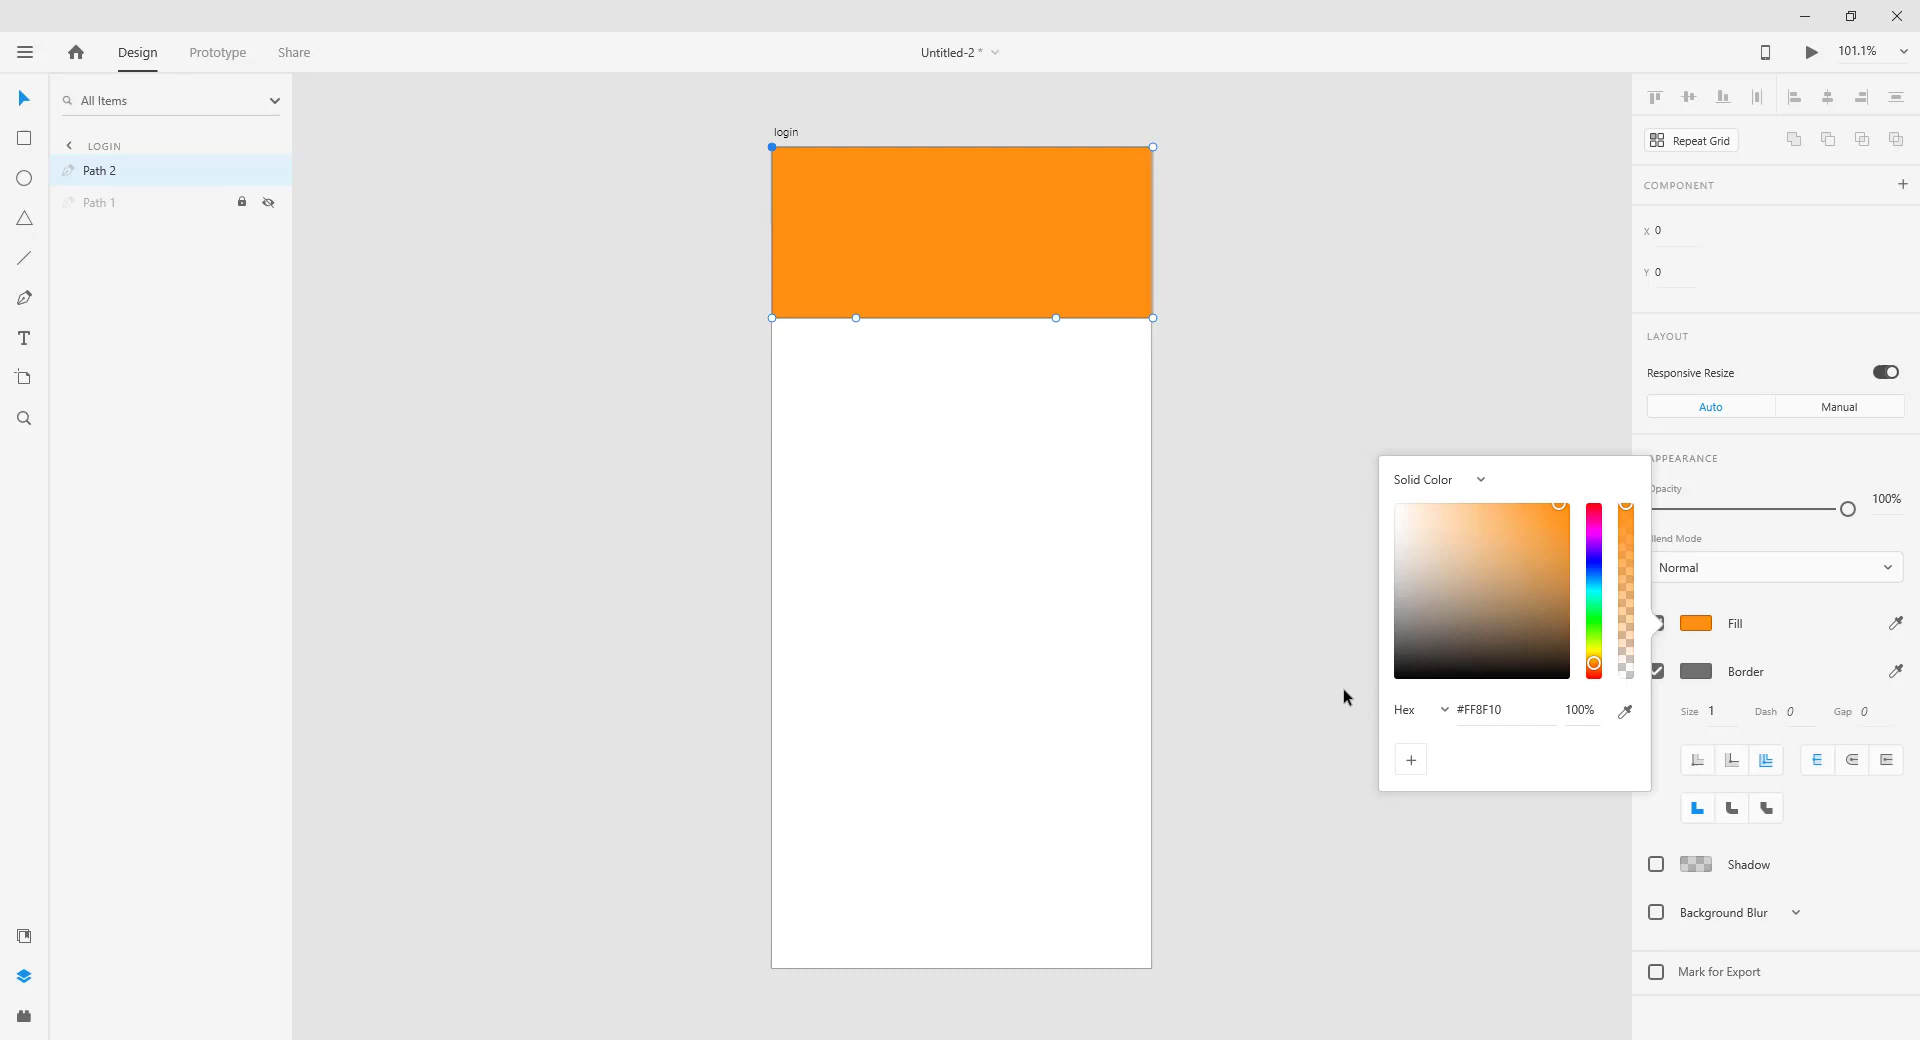 Design
Prototype
Share
Untitled-2 *
101.1%
All Items
LOGIN
Path 2
Path 1
login
Repeat Grid
COMPONENT
X 0
Y 0
LAYOUT
Responsive Resize
Auto
Manual
APPEARANCE
Opacity
100%
Blend Mode
Normal
Fill
Border
Size 1
Dash 0
Gap 0
Shadow
Background Blur
Mark for Export
Solid Color
Hex
#FF8F10
100%